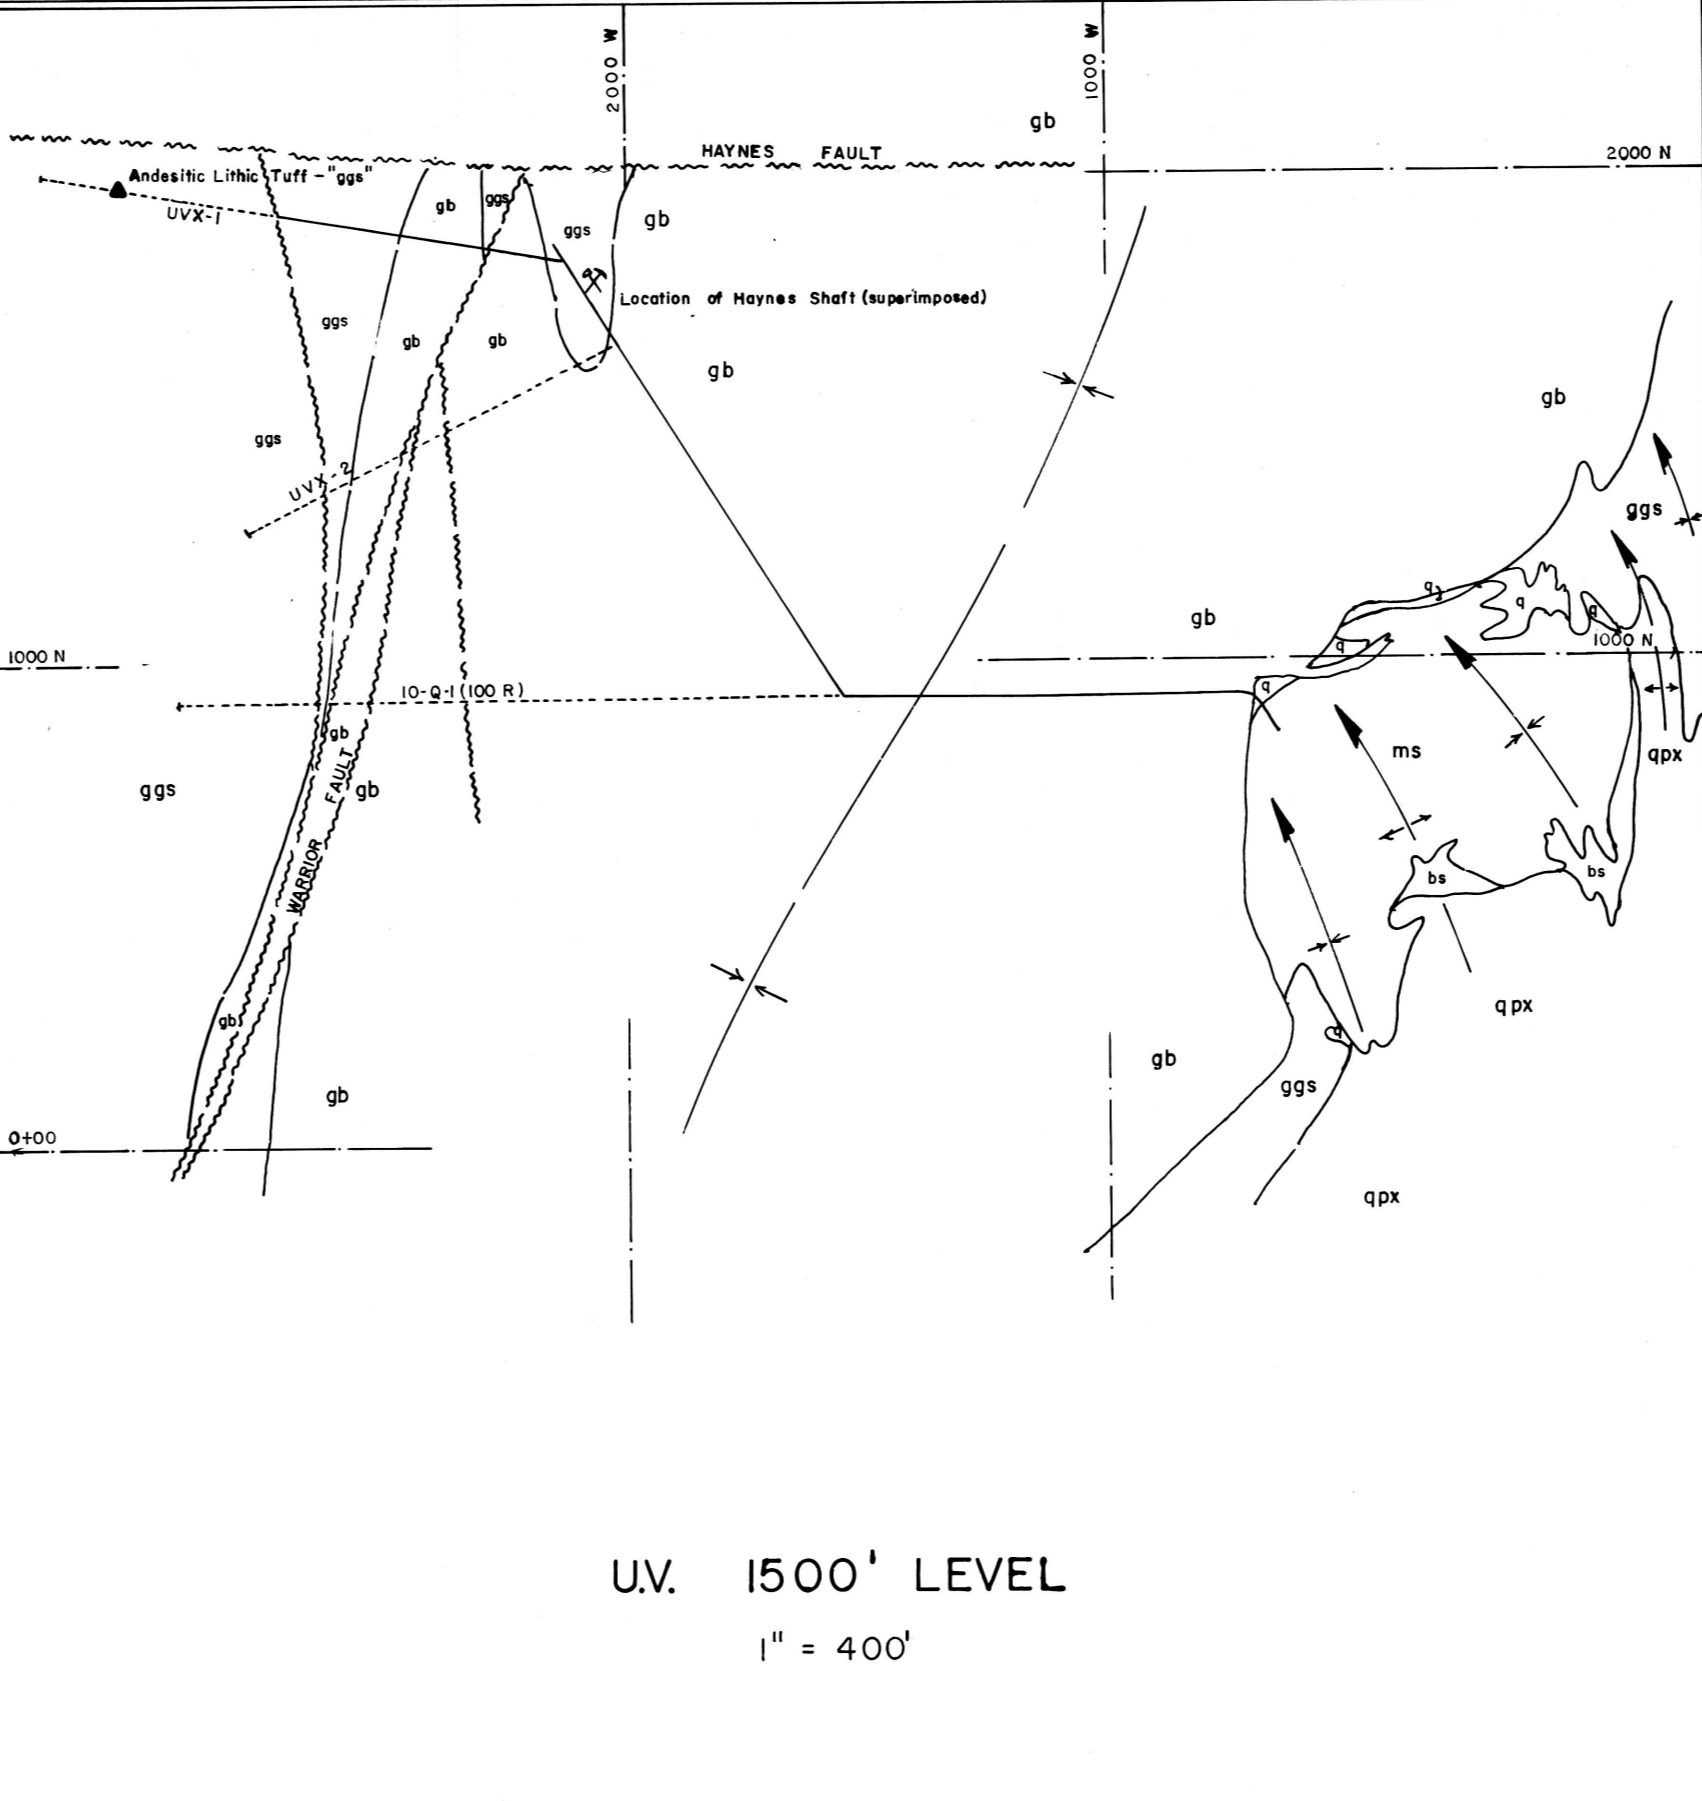 2000 W
1000 W
gb
HAYNES FAULT
2000 N
Andesitic Lithic Tuff - "ggs"
UVX-1
gb
ggs
ggs
gb
Location of Haynes Shaft (superimposed)
ggs
gb
gb
gb
gb
ggs
UVX-2
ggs
q
q
q
gb
1000 N
1000 N
q
q
10-Q-1 (100 R)
gb
ms
qpx
ggs
gb
WARRIOR FAULT
bs
bs
qpx
gb
q
gb
ggs
gb
0+00
qpx
U.V. 1500' LEVEL
1" = 400'